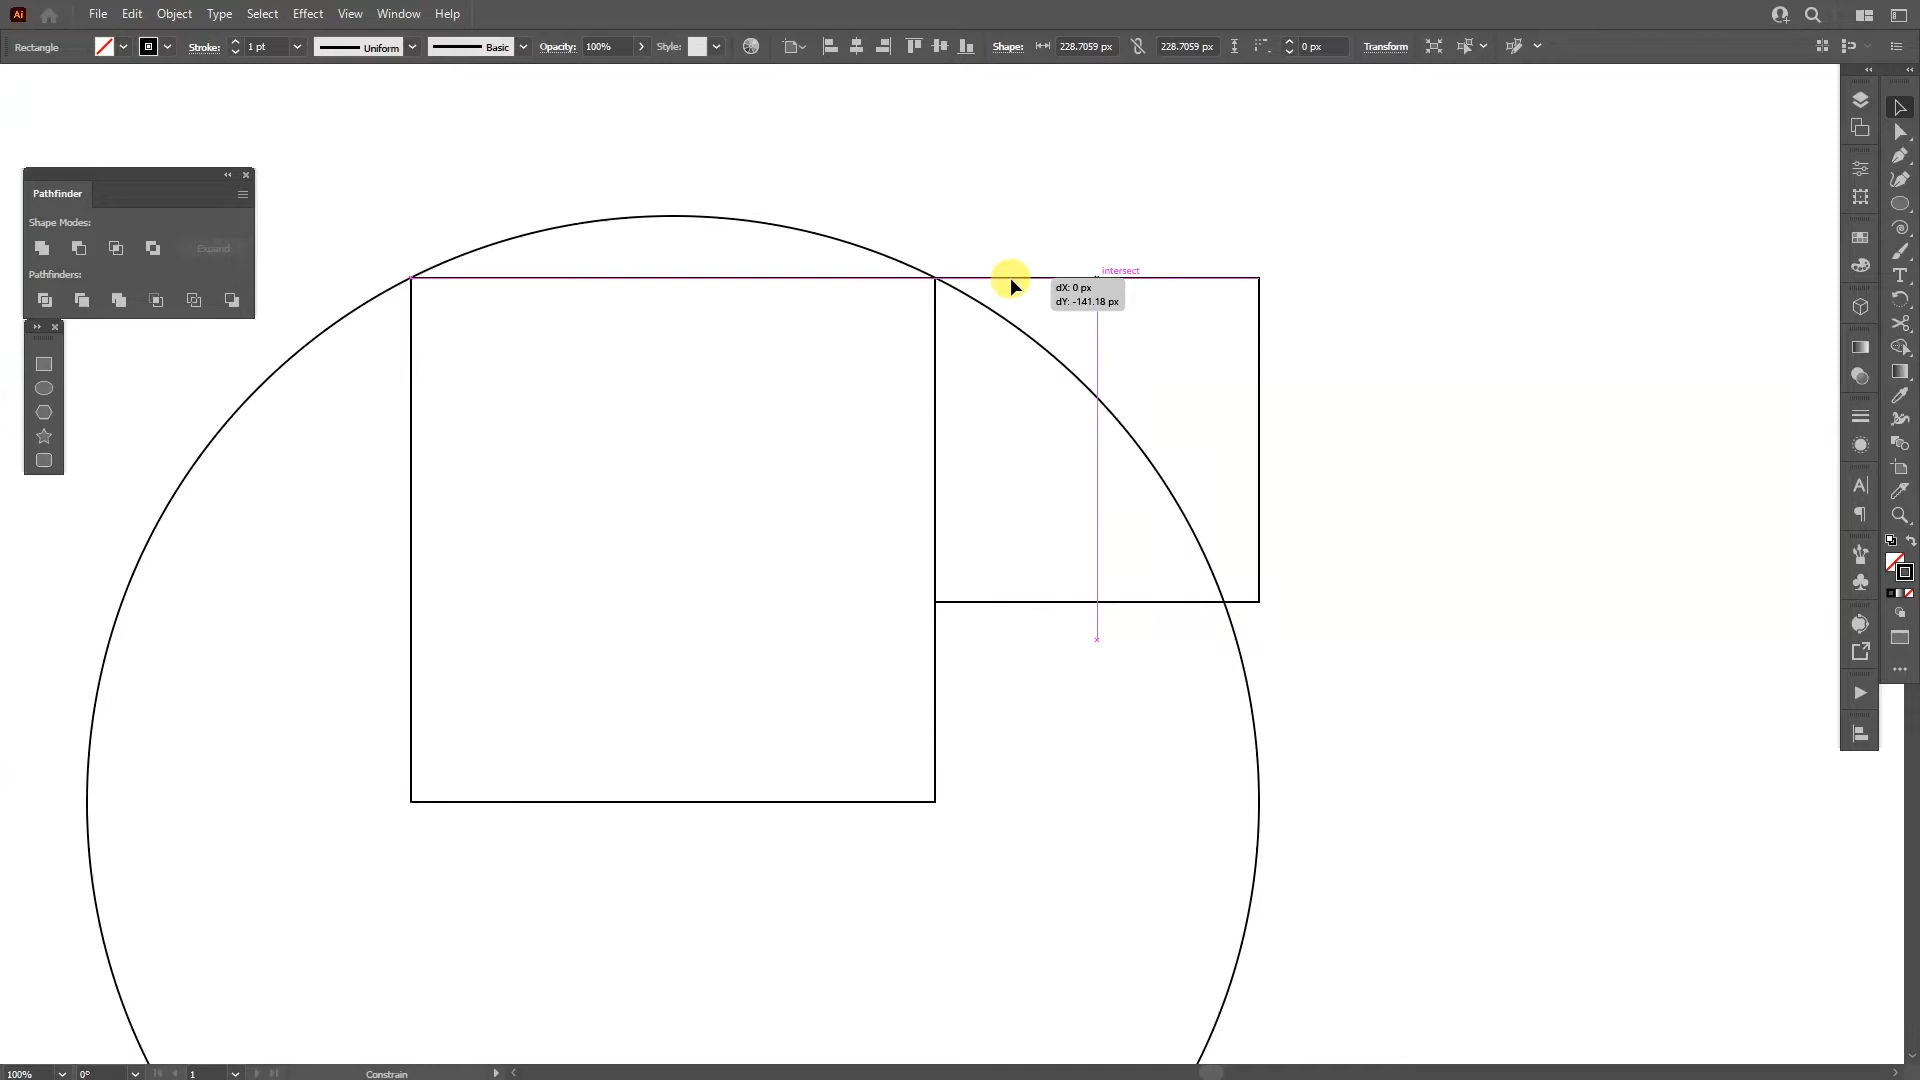 Ai File Edit Object Type Select Effect View Window Help
Rectangle Stroke: 1 pt Uniform Basic Opacity: 100% Style: Shape: 228.7059 px 228.7059 px 0 px Transform
Pathfinder
Shape Modes:
Expand
Pathfinders:
intersect
dX: 0 px
dY: -141.18 px
100% 0° 1 Constrain